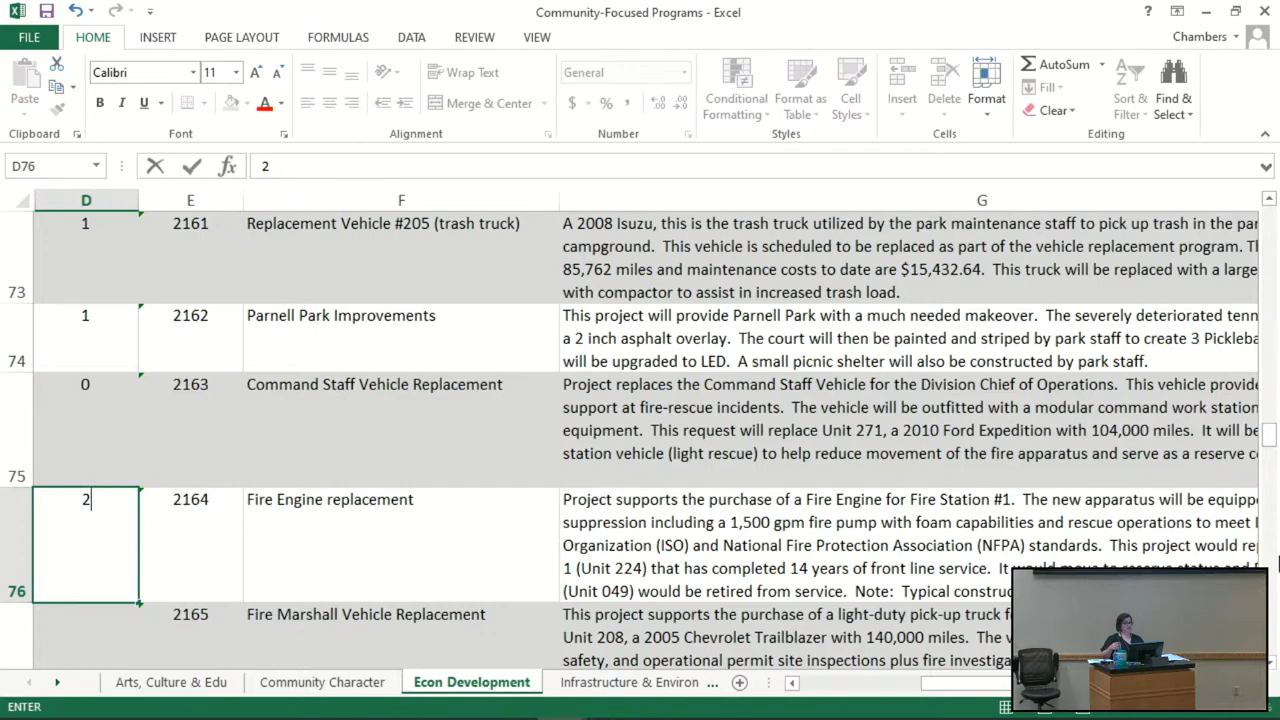 Community-Focused Programs - Excel
FILE HOME INSERT PAGE LAYOUT FORMULAS DATA REVIEW VIEW Chambers
Calibri 11 Wrap Text General AutoSum
Paste Merge & Center Conditional Formatting Format as Table Cell Styles Insert Delete Format Fill Clear Sort & Filter Find & Select
Clipboard Font Alignment Number Styles Cells Editing
D76 fx 2
D E F G
73 1 2161 Replacement Vehicle #205 (trash truck) A 2008 Isuzu, this is the trash truck utilized by the park maintenance staff to pick up trash in the par
campground. This vehicle is scheduled to be replaced as part of the vehicle replacement program. T
85,762 miles and maintenance costs to date are $15,432.64. This truck will be replaced with a large
with compactor to assist in increased trash load.
74 1 2162 Parnell Park Improvements This project will provide Parnell Park with a much needed makeover. The severely deteriorated tenn
a 2 inch asphalt overlay. The court will then be painted and striped by park staff to create 3 Pickleba
will be upgraded to LED. A small picnic shelter will also be constructed by park staff.
75 0 2163 Command Staff Vehicle Replacement Project replaces the Command Staff Vehicle for the Division Chief of Operations. This vehicle provide
support at fire-rescue incidents. The vehicle will be outfitted with a modular command work station
equipment. This request will replace Unit 271, a 2010 Ford Expedition with 104,000 miles. It will be
station vehicle (light rescue) to help reduce movement of the fire apparatus and serve as a reserve c
76 2 2164 Fire Engine replacement Project supports the purchase of a Fire Engine for Fire Station #1. The new apparatus will be equippe
suppression including a 1,500 gpm fire pump with foam capabilities and rescue operations to meet I
Organization (ISO) and National Fire Protection Association (NFPA) standards. This project would rep
1 (Unit 224) that has completed 14 years of front line service. It would move to reserve status and
(Unit 049) would be retired from service. Note: Typical construc
2165 Fire Marshall Vehicle Replacement This project supports the purchase of a light-duty pick-up truck f
Unit 208, a 2005 Chevrolet Trailblazer with 140,000 miles. The v
safety, and operational permit site inspections plus fire investiga
Arts, Culture & Edu Community Character Econ Development Infrastructure & Environ ...
ENTER